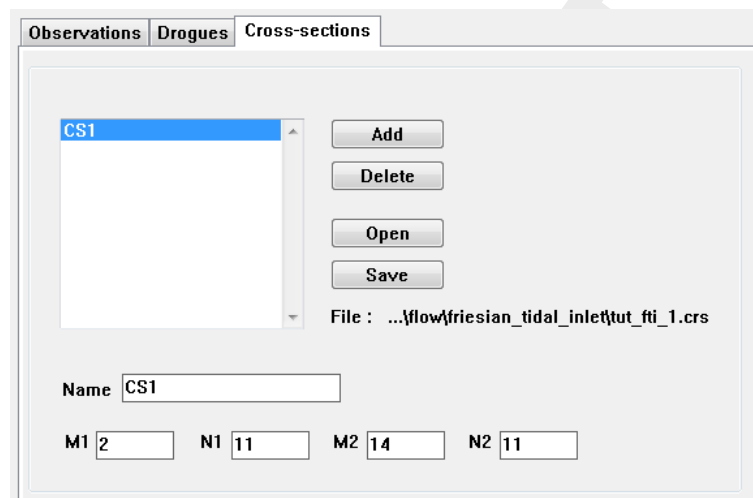 Observations Drogues Cross-sections
CS1
Add
Delete
Open
Save
File : ...\flow\friesian_tidal_inlet\tut_fti_1.crs
Name CS1
M1 2 N1 11 M2 14 N2 11